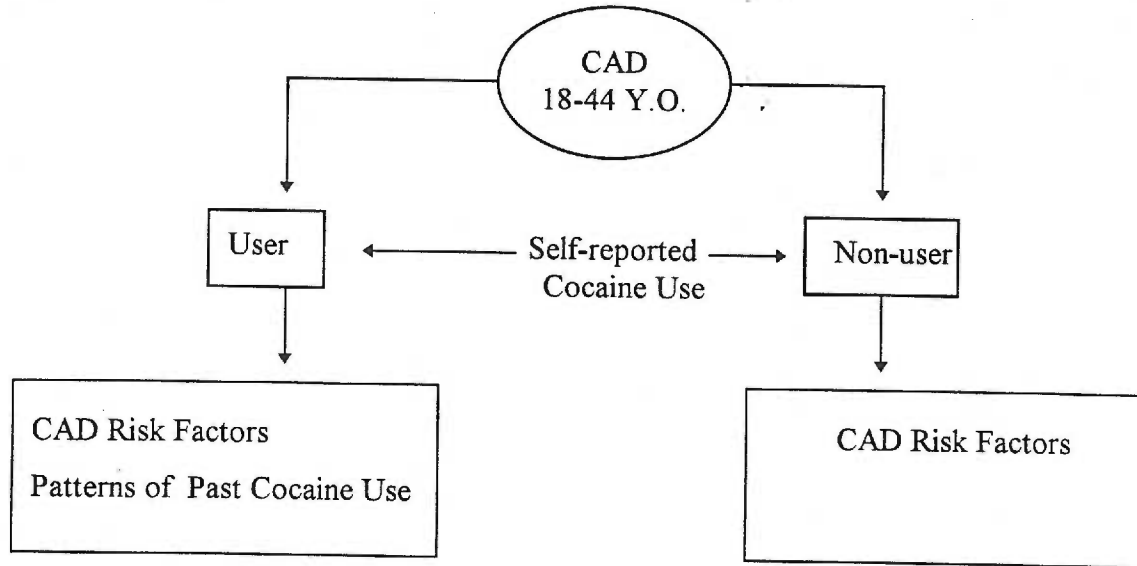 CAD
18-44 Y.O.
User
Self-reported
Cocaine Use
Non-user
CAD Risk Factors
Patterns of Past Cocaine Use
CAD Risk Factors